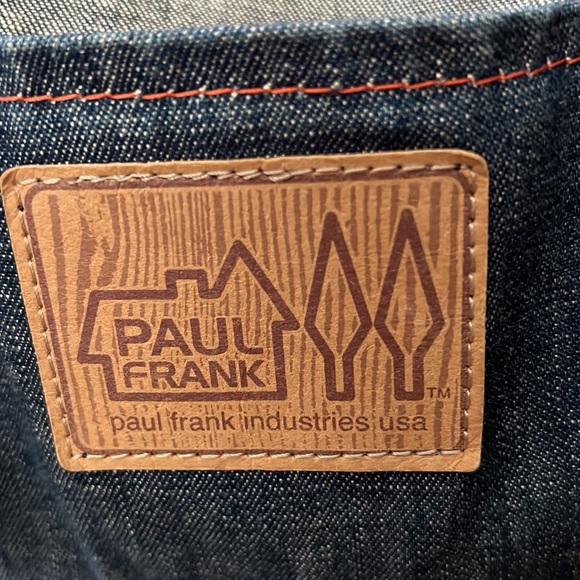 PAUL
FRANK
TM
paul frank industries usa